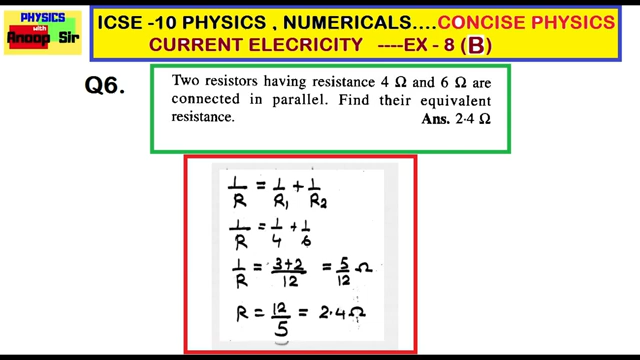 PHYSICS
with
Anoop Sir
ICSE -10 PHYSICS , NUMERICALS....CONCISE PHYSICS
CURRENT ELECRICITY ----EX - 8 (B)
Q6.
Two resistors having resistance 4 Ω and 6 Ω are
connected in parallel. Find their equivalent
resistance. Ans. 2·4 Ω
1/R = 1/R₁ + 1/R₂
1/R = 1/4 + 1/6
1/R = 3+2/12 = 5/12 Ω
R = 12/5 = 2·4 Ω